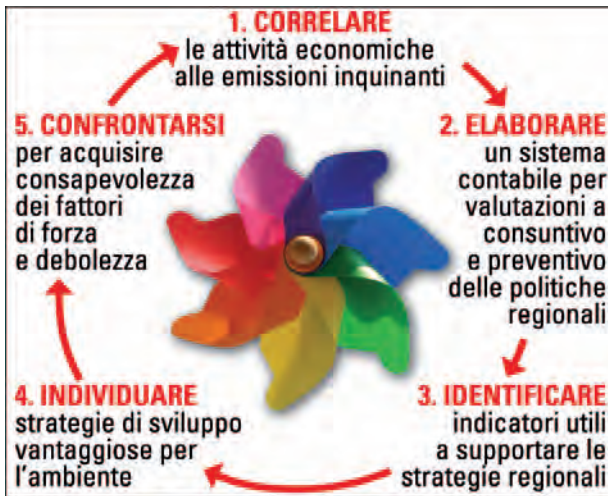 1. CORRELARE
le attività economiche
alle emissioni inquinanti
2. ELABORARE
un sistema
contabile per
valutazioni a
consuntivo
e preventivo
delle politiche
regionali
3. IDENTIFICARE
indicatori utili
a supportare le
strategie regionali
4. INDIVIDUARE
strategie di sviluppo
vantaggiose per
l'ambiente
5. CONFRONTARSI
per acquisire
consapevolezza
dei fattori
di forza
e debolezza